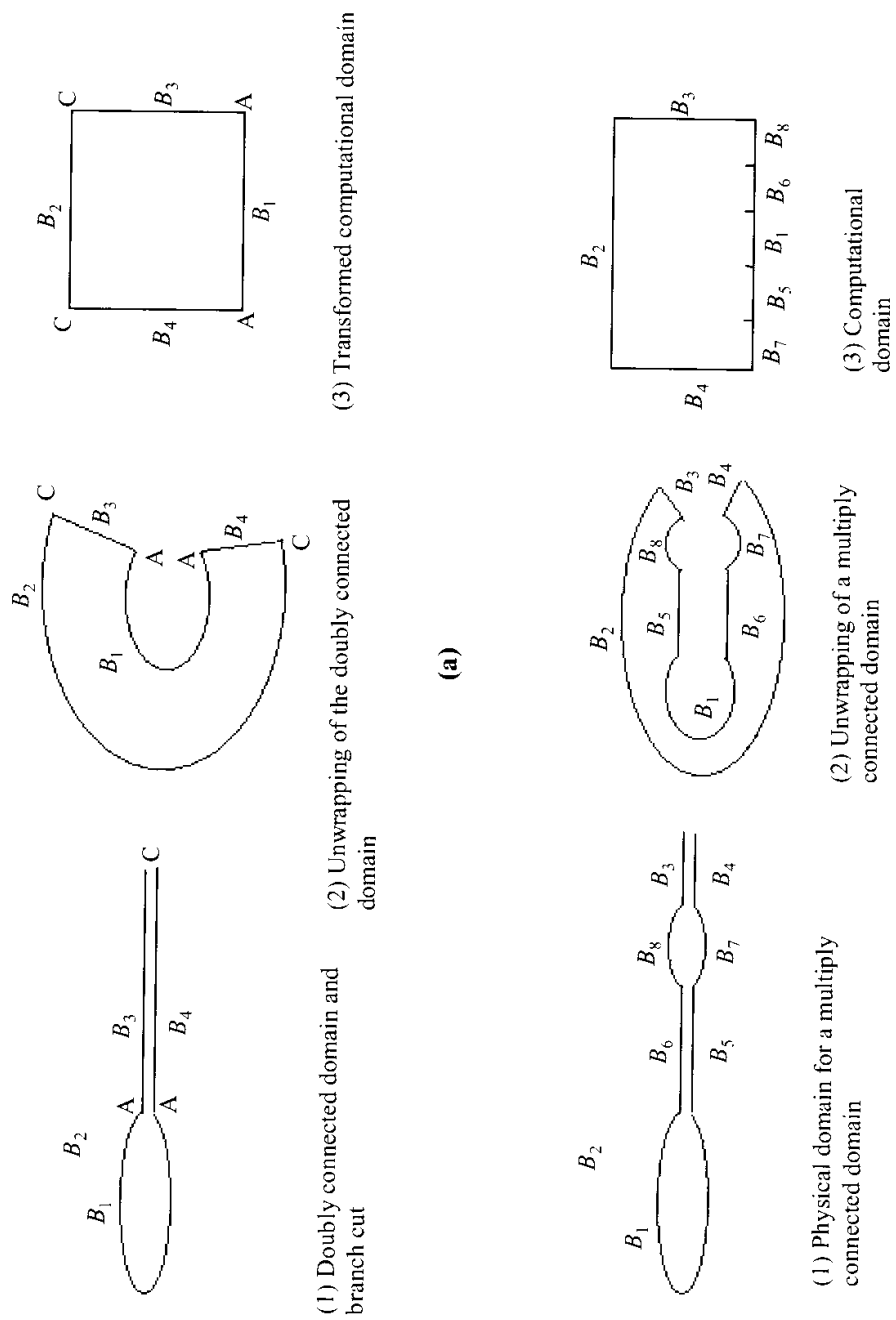 B1
B2
A
A
B3
B4
C
(1) Doubly connected domain and
branch cut
B2
B1
C
B3
A
A
B4
C
(2) Unwrapping of the doubly connected
domain
C
B2
C
B4
B3
A
B1
A
(3) Transformed computational domain
(a)
B1
B2
B6
B5
B8
B7
B3
B4
(1) Physical domain for a multiply
connected domain
B2
B1
B5
B6
B8
B7
B3
B4
(2) Unwrapping of a multiply
connected domain
B2
B4
B3
B7 B5 B1 B6 B8
(3) Computational
domain